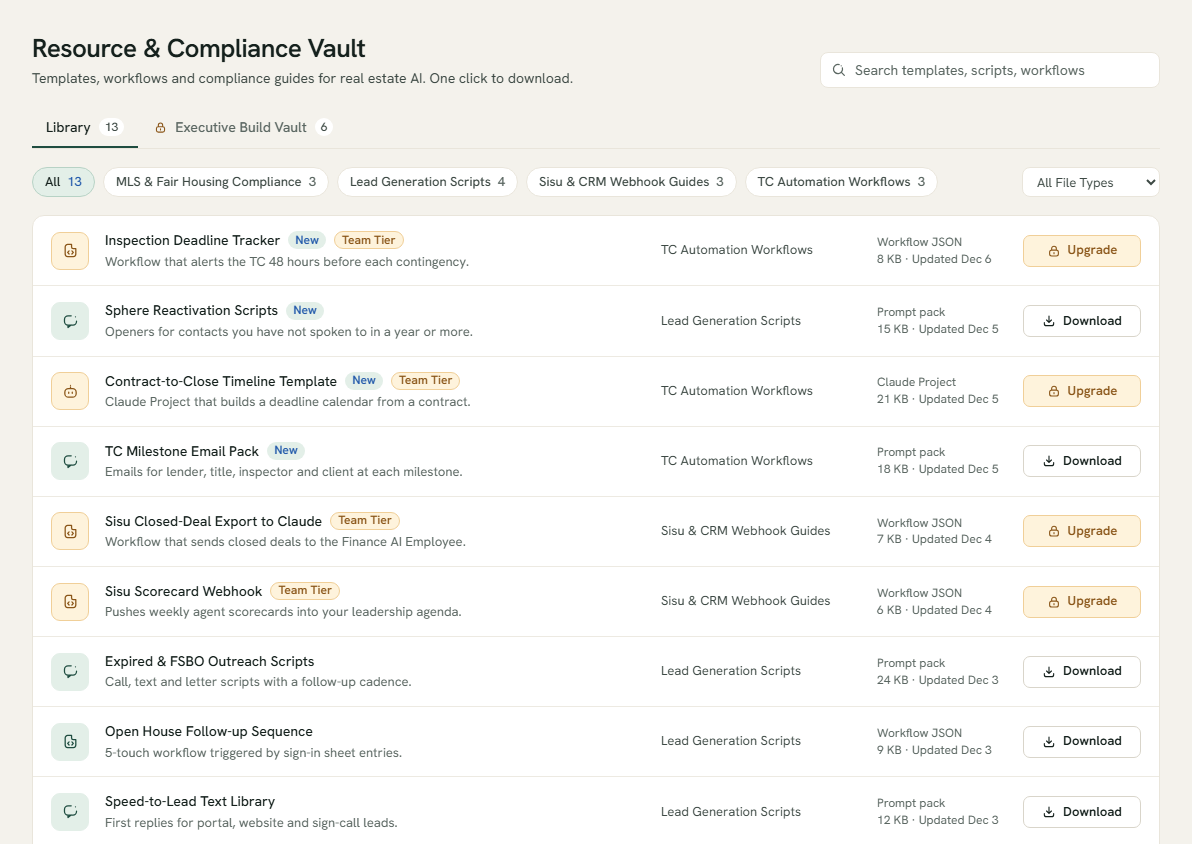 Resource & Compliance Vault
Templates, workflows and compliance guides for real estate AI. One click to download.
Search templates, scripts, workflows
Library 13
Executive Build Vault 6
All 13
MLS & Fair Housing Compliance 3
Lead Generation Scripts 4
Sisu & CRM Webhook Guides 3
TC Automation Workflows 3
All File Types
Inspection Deadline Tracker New Team Tier
Workflow that alerts the TC 48 hours before each contingency.
TC Automation Workflows
Workflow JSON
8 KB · Updated Dec 6
Upgrade
Sphere Reactivation Scripts New
Openers for contacts you have not spoken to in a year or more.
Lead Generation Scripts
Prompt pack
15 KB · Updated Dec 5
Download
Contract-to-Close Timeline Template New Team Tier
Claude Project that builds a deadline calendar from a contract.
TC Automation Workflows
Claude Project
21 KB · Updated Dec 5
Upgrade
TC Milestone Email Pack New
Emails for lender, title, inspector and client at each milestone.
TC Automation Workflows
Prompt pack
18 KB · Updated Dec 5
Download
Sisu Closed-Deal Export to Claude Team Tier
Workflow that sends closed deals to the Finance AI Employee.
Sisu & CRM Webhook Guides
Workflow JSON
7 KB · Updated Dec 4
Upgrade
Sisu Scorecard Webhook Team Tier
Pushes weekly agent scorecards into your leadership agenda.
Sisu & CRM Webhook Guides
Workflow JSON
6 KB · Updated Dec 4
Upgrade
Expired & FSBO Outreach Scripts
Call, text and letter scripts with a follow-up cadence.
Lead Generation Scripts
Prompt pack
24 KB · Updated Dec 3
Download
Open House Follow-up Sequence
5-touch workflow triggered by sign-in sheet entries.
Lead Generation Scripts
Workflow JSON
9 KB · Updated Dec 3
Download
Speed-to-Lead Text Library
First replies for portal, website and sign-call leads.
Lead Generation Scripts
Prompt pack
12 KB · Updated Dec 3
Download